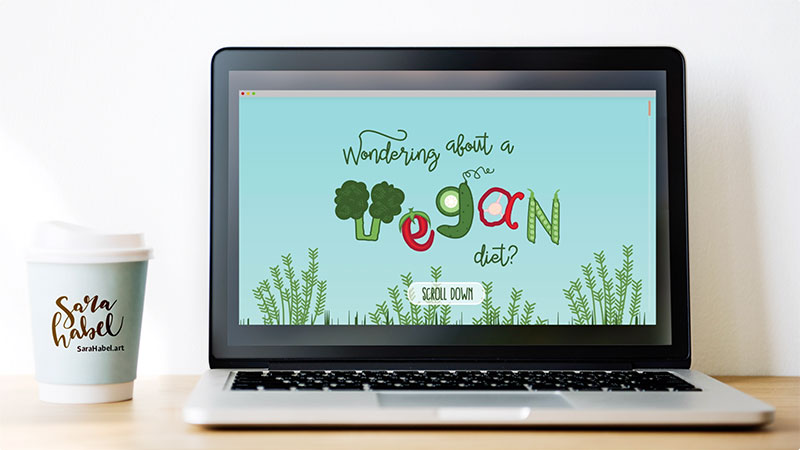 Wondering about a
Vegan
diet?
SCROLL DOWN
Sara
habel
SaraHabel.art